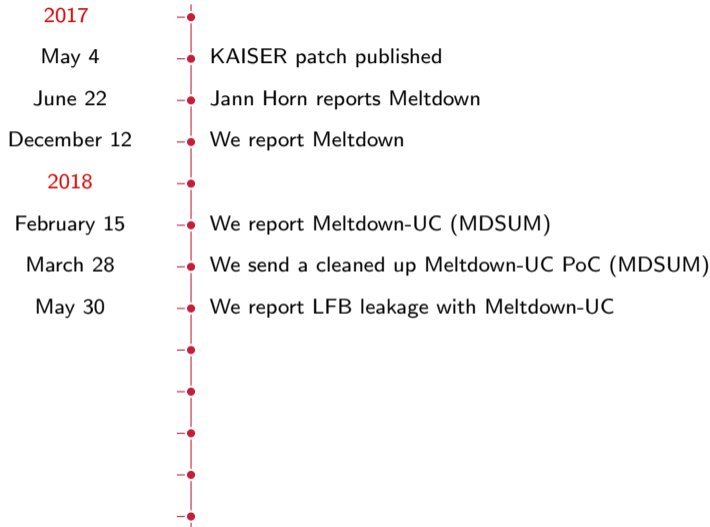 2017
May 4 KAISER patch published
June 22 Jann Horn reports Meltdown
December 12 We report Meltdown
2018
February 15 We report Meltdown-UC (MDSUM)
March 28 We send a cleaned up Meltdown-UC PoC (MDSUM)
May 30 We report LFB leakage with Meltdown-UC